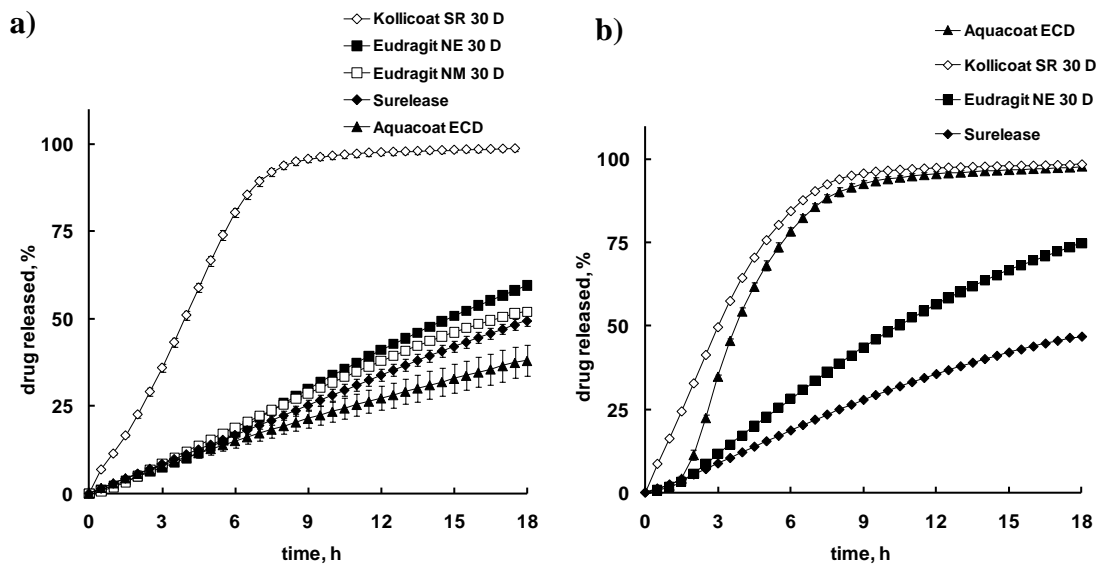 a)
Kollicoat SR 30 D
Eudragit NE 30 D
Eudragit NM 30 D
Surelease
Aquacoat ECD
100
75
50
25
0
drug released, %
0 3 6 9 12 15 18
time, h
b)
Aquacoat ECD
Kollicoat SR 30 D
Eudragit NE 30 D
Surelease
100
75
50
25
0
drug released, %
0 3 6 9 12 15 18
time, h